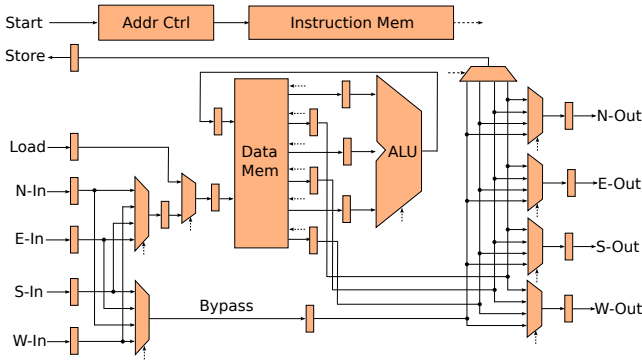 Start
Addr Ctrl
Instruction Mem
Store
Load
N-In
E-In
S-In
W-In
Data
Mem
ALU
Bypass
N-Out
E-Out
S-Out
W-Out